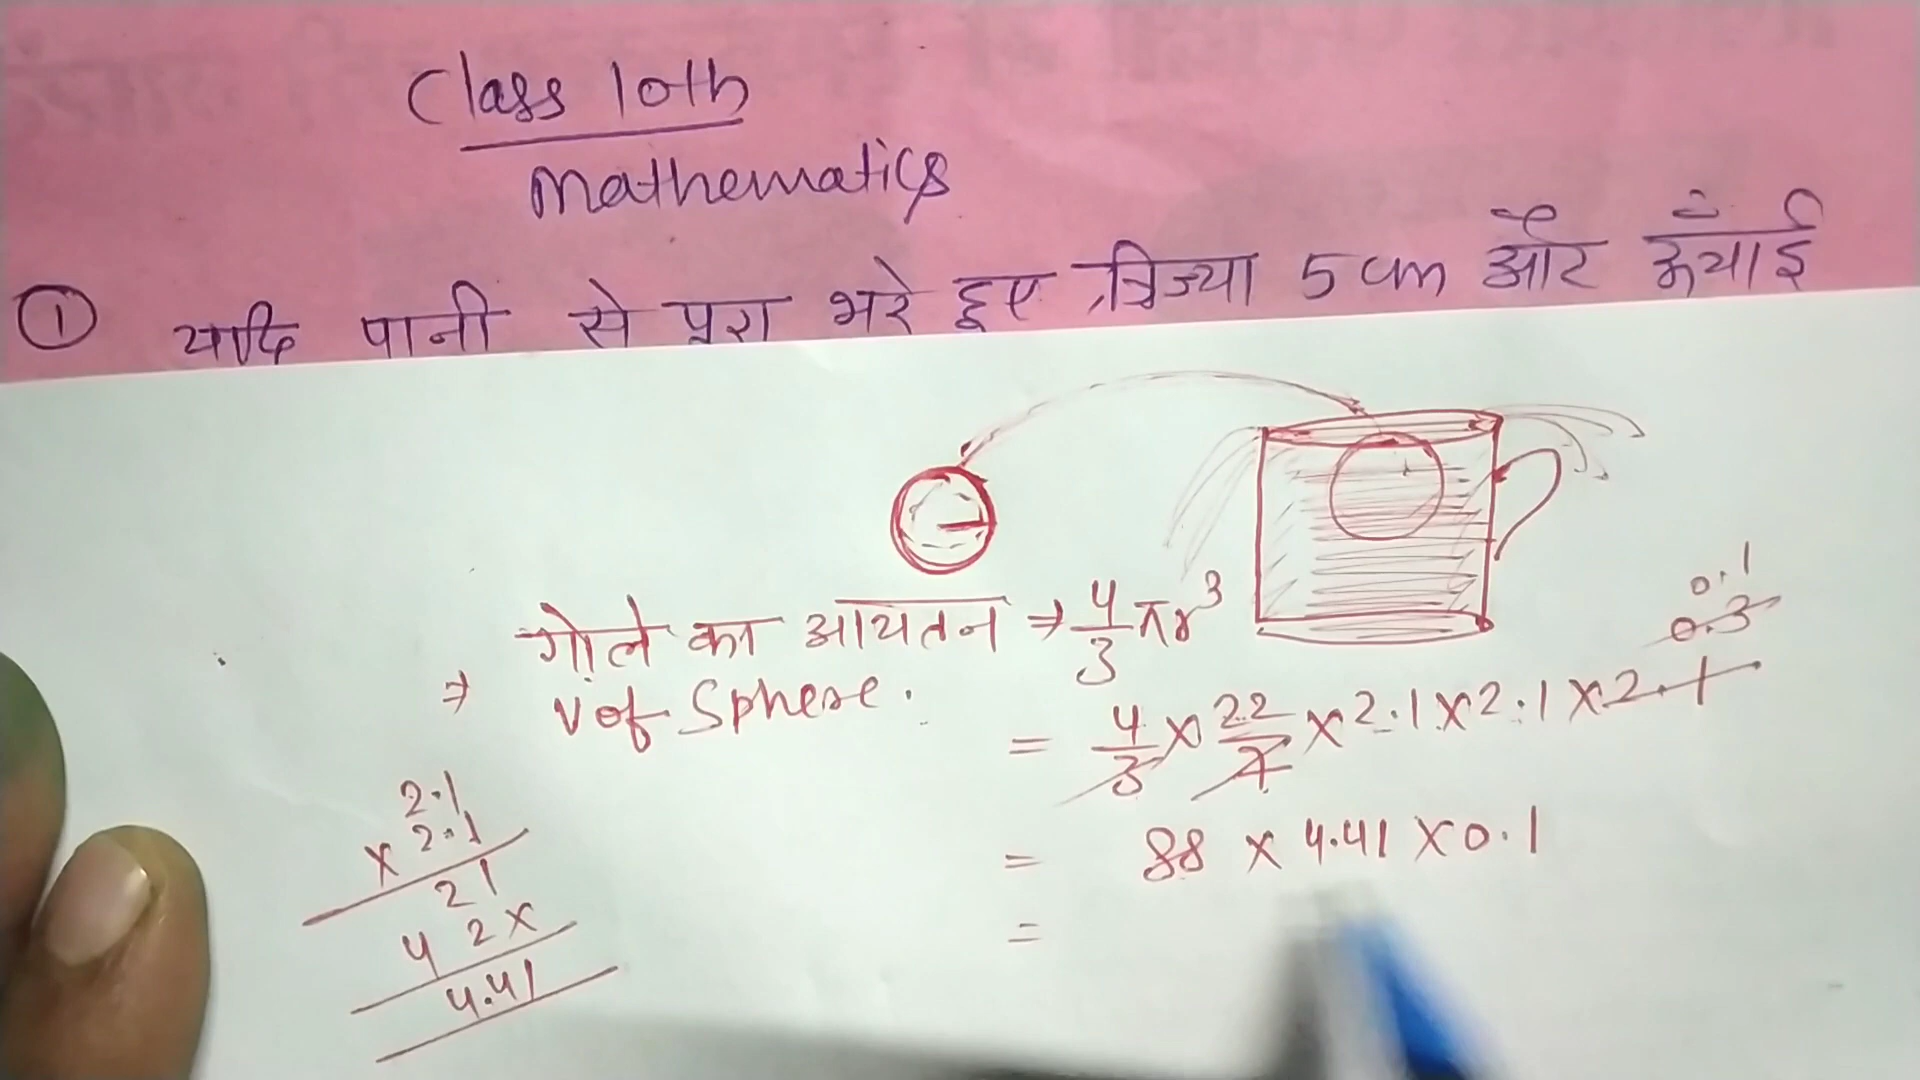 Class 10th
Mathematics
① यदि पानी से पूरा भरे हुए, त्रिज्या 5 cm और ऊँचाई
गोले का आयतन ⇒ 4/3 πr³
⇒ V of Sphere.
0.1
0.3
= 4/3 × 22/7 × 2.1 × 2.1 × 2.1
= 88 × 4.41 × 0.1
=
2.1
× 2.1
21
42×
4.41